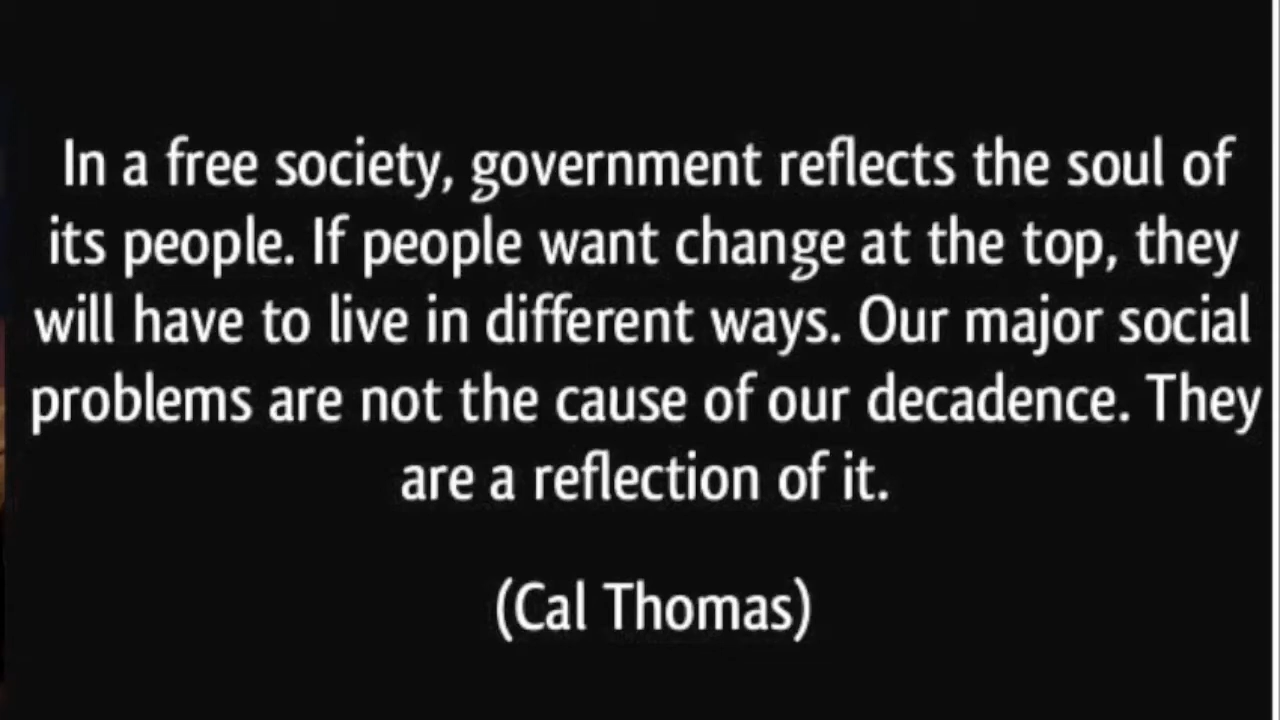 In a free society, government reflects the soul of
its people. If people want change at the top, they
will have to live in different ways. Our major social
problems are not the cause of our decadence. They
are a reflection of it.
(Cal Thomas)